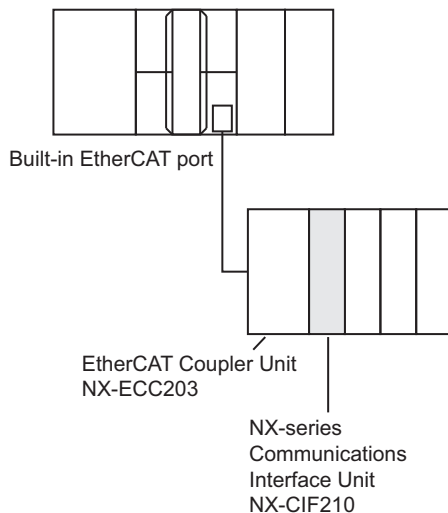 Built-in EtherCAT port
EtherCAT Coupler Unit
NX-ECC203
NX-series
Communications
Interface Unit
NX-CIF210